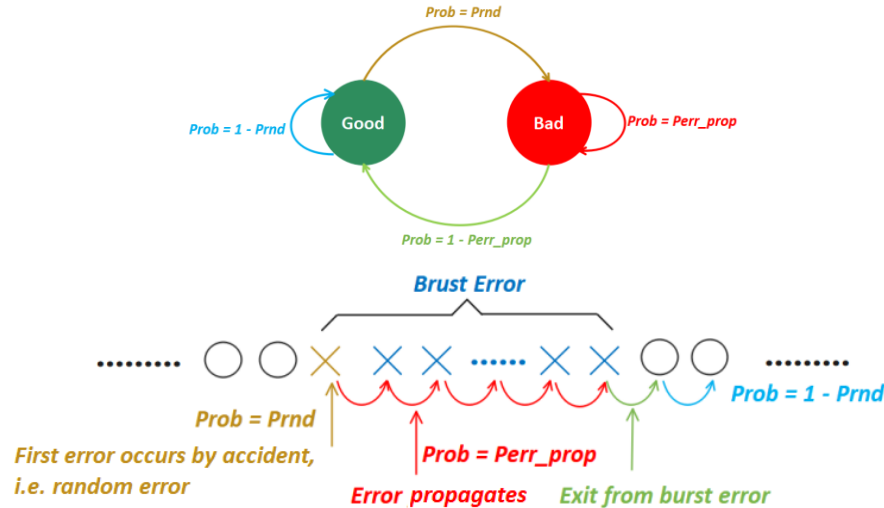 Prob = Prnd
Good
Bad
Prob = 1 - Prnd
Prob = Perr_prop
Prob = 1 - Perr_prop
Brust Error
Prob = 1 - Prnd
Prob = Prnd
First error occurs by accident,
i.e. random error
Prob = Perr_prop
Error propagates
Exit from burst error